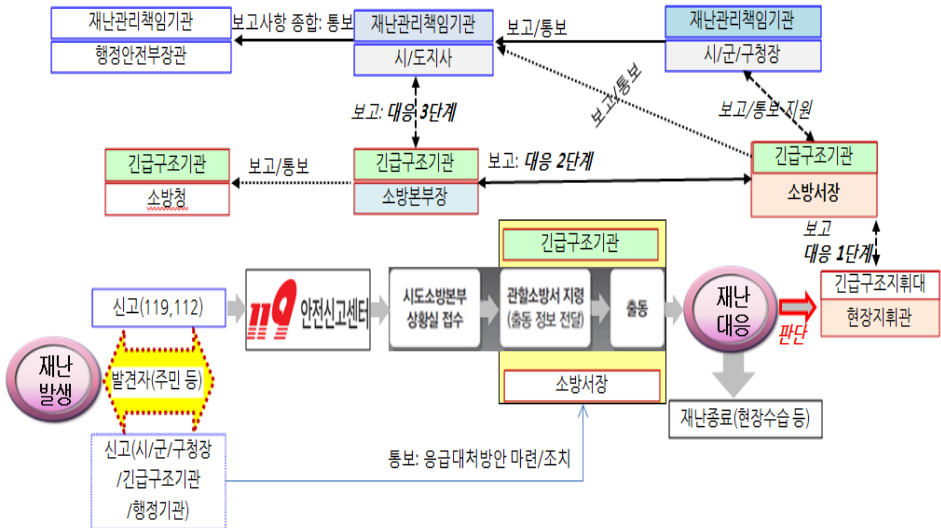 재난관리책임기관
행정안전부장관
보고사항 종합: 통보
재난관리책임기관
시/도지사
보고/통보
재난관리책임기관
시/군/구청장
보고: 대응 3단계
보고/통보
보고/통보 지원
긴급구조기관
소방청
보고/통보
긴급구조기관
소방본부장
보고: 대응 2단계
긴급구조기관
소방서장
보고
대응 1단계
긴급구조기관
신고(119,112)
119 안전신고센터
시도소방본부
상황실 접수
관할소방서 지령
(출동 정보 전달)
출동
재난
대응
판단
긴급구조지휘대
현장지휘관
재난
발생
발견자(주민 등)
소방서장
재난종료(현장수습 등)
신고(시/군/구청장
/긴급구조기관
/행정기관)
통보: 응급대처방안 마련/조치